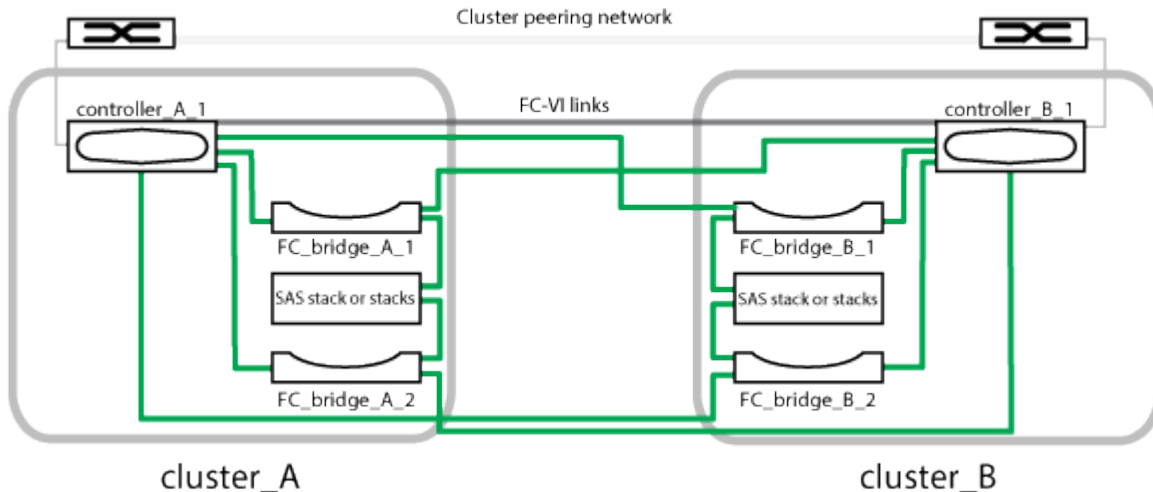 Cluster peering network
controller_A_1
FC-VI links
controller_B_1
FC_bridge_A_1
FC_bridge_B_1
SAS stack or stacks
SAS stack or stacks
FC_bridge_A_2
FC_bridge_B_2
cluster_A
cluster_B